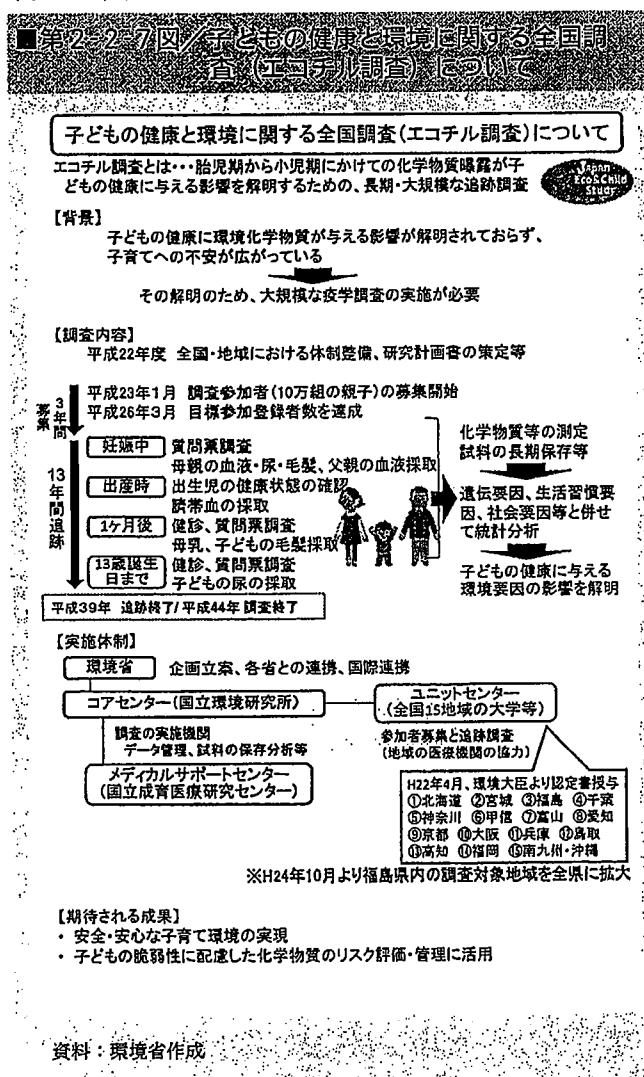 ■第2-2-7図／子どもの健康と環境に関する全国調
査（エコチル調査）について
子どもの健康と環境に関する全国調査(エコチル調査)について
エコチル調査とは・・・胎児期から小児期にかけての化学物質曝露が子
どもの健康に与える影響を解明するための、長期・大規模な追跡調査
Japan
Eco & Child
Study
【背景】
子どもの健康に環境化学物質が与える影響が解明されておらず、
子育てへの不安が広がっている
その解明のため、大規模な疫学調査の実施が必要
【調査内容】
平成22年度 全国・地域における体制整備、研究計画書の策定等
3年間
募集
平成23年1月 調査参加者(10万組の親子)の募集開始
平成26年3月 目標参加登録者数を達成
13年間追跡
妊娠中
質問票調査
母親の血液・尿・毛髪、父親の血液採取
出産時
出生児の健康状態の確認
臍帯血の採取
1ヶ月後
健診、質問票調査
母乳、子どもの毛髪採取
13歳誕生
日まで
健診、質問票調査
子どもの尿の採取
平成39年 追跡終了/平成44年 調査終了
化学物質等の測定
試料の長期保存等
遺伝要因、生活習慣要
因、社会要因等と併せ
て統計分析
子どもの健康に与える
環境要因の影響を解明
【実施体制】
環境省
企画立案、各省との連携、国際連携
コアセンター(国立環境研究所)
ユニットセンター
(全国15地域の大学等)
調査の実施機関
データ管理、試料の保存分析等
参加者募集と追跡調査
(地域の医療機関の協力)
メディカルサポートセンター
(国立成育医療研究センター)
H22年4月、環境大臣より認定書授与
①北海道 ②宮城 ③福島 ④千葉
⑤神奈川 ⑥甲信 ⑦富山 ⑧愛知
⑨京都 ⑩大阪 ⑪兵庫 ⑫鳥取
⑬高知 ⑭福岡 ⑮南九州・沖縄
※H24年10月より福島県内の調査対象地域を全県に拡大
【期待される成果】
・ 安全・安心な子育て環境の実現
・ 子どもの脆弱性に配慮した化学物質のリスク評価・管理に活用
資料：環境省作成